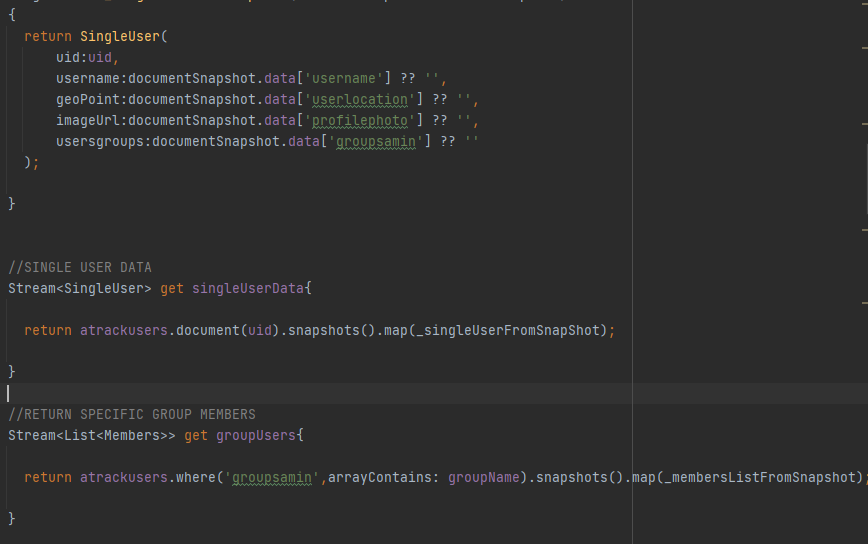 {
return SingleUser(
uid:uid,
username:documentSnapshot.data['username'] ?? '',
geoPoint:documentSnapshot.data['userlocation'] ?? '',
imageUrl:documentSnapshot.data['profilephoto'] ?? '',
usersgroups:documentSnapshot.data['groupsamin'] ?? ''
);
}
//SINGLE USER DATA
Stream<SingleUser> get singleUserData{
return atrackusers.document(uid).snapshots().map(_singleUserFromSnapShot);
}
//RETURN SPECIFIC GROUP MEMBERS
Stream<List<Members>> get groupUsers{
return atrackusers.where('groupsamin',arrayContains: groupName).snapshots().map(_membersListFromSnapshot);
}